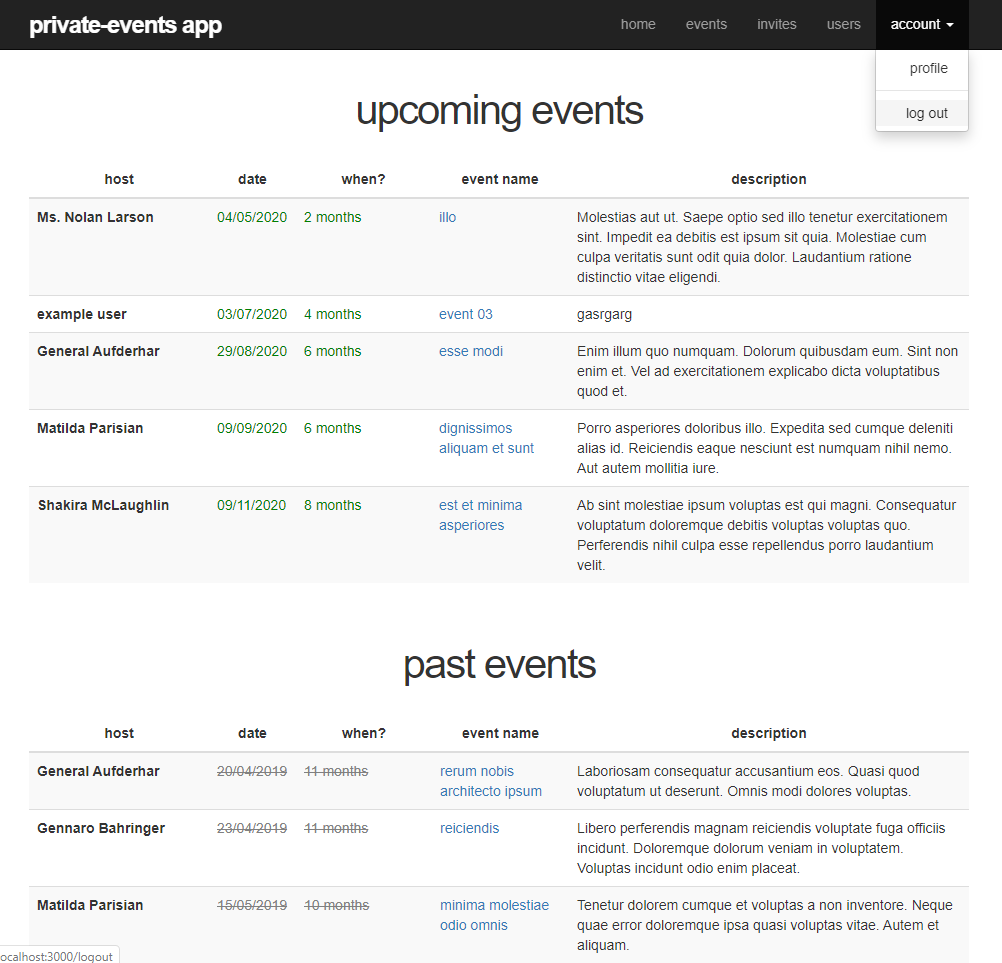 private-events app home events invites users account
profile
log out
upcoming events
host date when? event name description
Ms. Nolan Larson 04/05/2020 2 months illo Molestias aut ut. Saepe optio sed illo tenetur exercitationem
sint. Impedit ea debitis est ipsum sit quia. Molestiae cum
culpa veritatis sunt odit quia dolor. Laudantium ratione
distinctio vitae eligendi.
example user 03/07/2020 4 months event 03 gasrgarg
General Aufderhar 29/08/2020 6 months esse modi Enim illum quo numquam. Dolorum quibusdam eum. Sint non
enim et. Vel ad exercitationem explicabo dicta voluptatibus
quod et.
Matilda Parisian 09/09/2020 6 months dignissimos Porro asperiores doloribus illo. Expedita sed cumque deleniti
aliquam et sunt alias id. Reiciendis eaque nesciunt est numquam nihil nemo.
Aut autem mollitia iure.
Shakira McLaughlin 09/11/2020 8 months est et minima Ab sint molestiae ipsum voluptas est qui magni. Consequatur
asperiores voluptatum doloremque debitis voluptas voluptas quo.
Perferendis nihil culpa esse repellendus porro laudantium
velit.
past events
host date when? event name description
General Aufderhar 20/04/2019 11 months rerum nobis Laboriosam consequatur accusantium eos. Quasi quod
architecto ipsum voluptatum ut deserunt. Omnis modi dolores voluptas.
Gennaro Bahringer 23/04/2019 11 months reiciendis Libero perferendis magnam reiciendis voluptate fuga officiis
incidunt. Doloremque dolorum veniam in voluptatem.
Voluptas incidunt odio enim placeat.
Matilda Parisian 15/05/2019 10 months minima molestiae Tenetur dolorem cumque et voluptas a non inventore. Neque
odio omnis quae error doloremque ipsa quasi voluptas vitae. Autem et
aliquam.
ocalhost:3000/logout